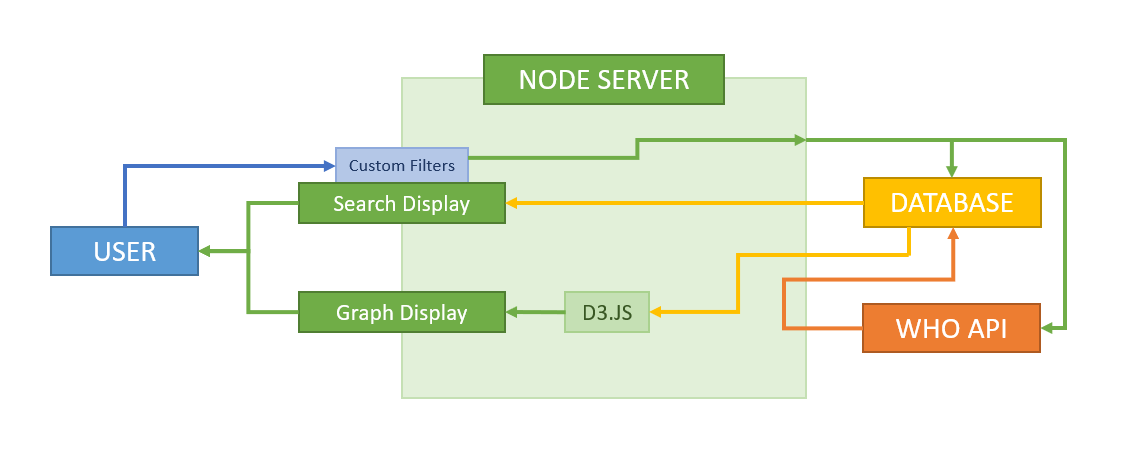 NODE SERVER
Custom Filters
Search Display
DATABASE
USER
Graph Display
D3.JS
WHO API